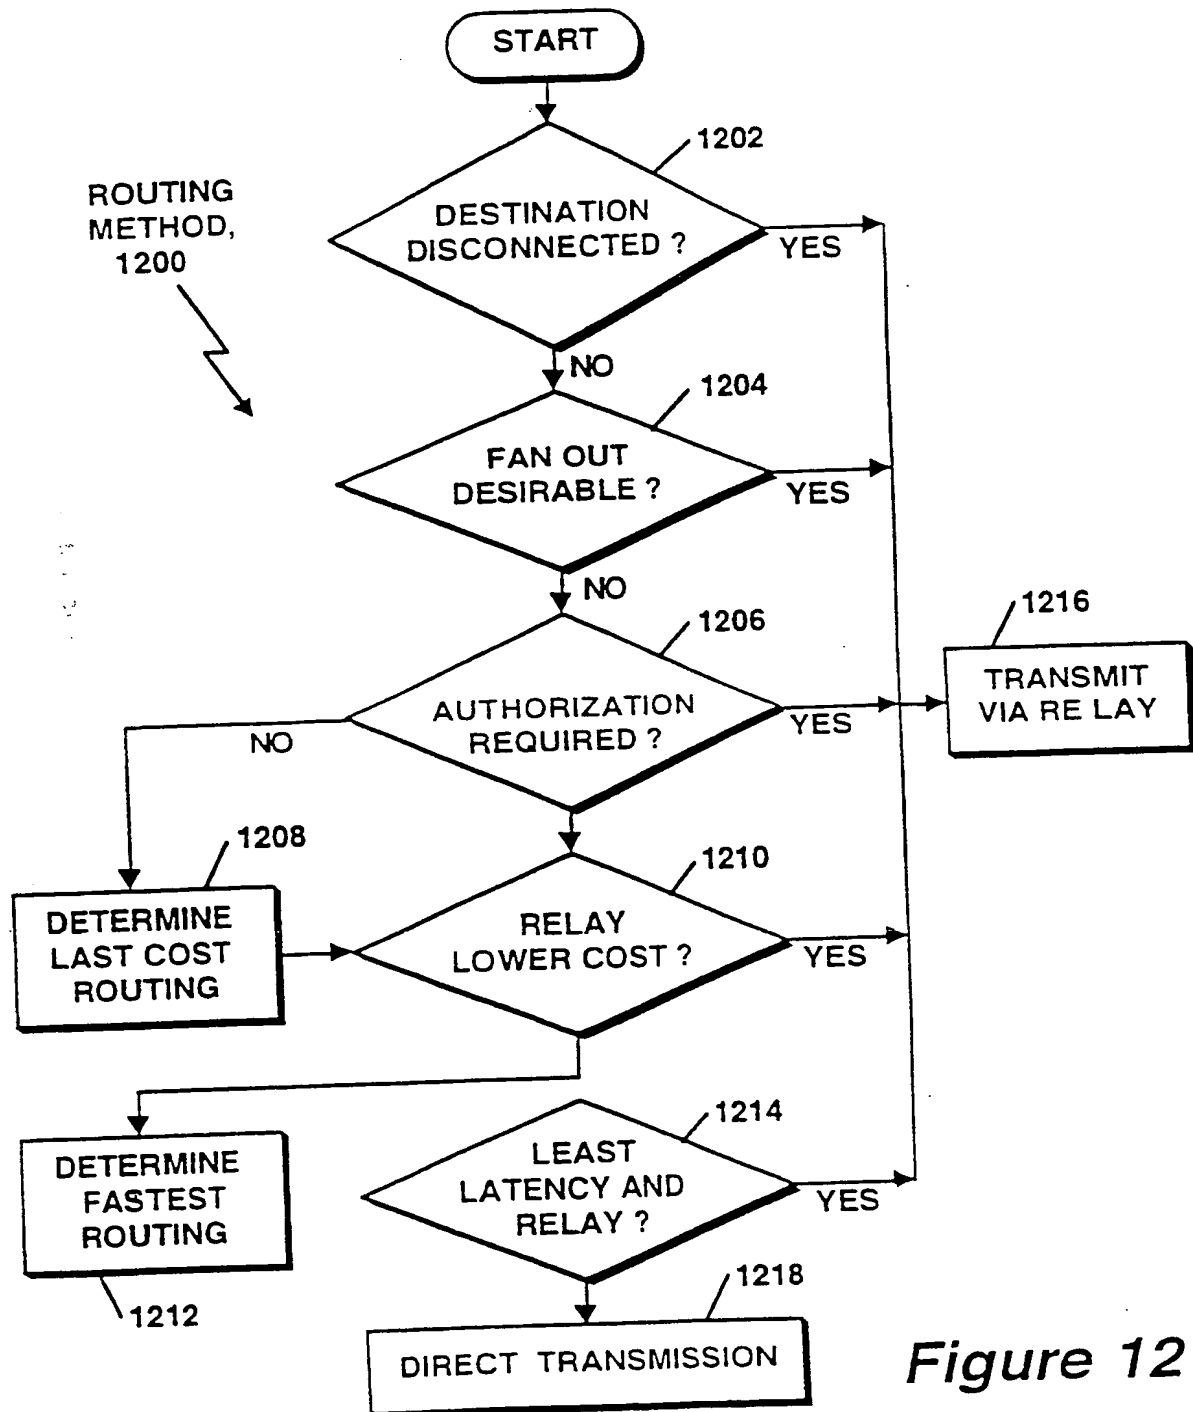 START
1202
ROUTING
METHOD,
1200
DESTINATION
DISCONNECTED ?
YES
NO
1204
FAN OUT
DESIRABLE ?
YES
NO
1206
1216
AUTHORIZATION
REQUIRED ?
YES
NO
TRANSMIT
VIA RE LAY
1208
1210
DETERMINE
LAST COST
ROUTING
RELAY
LOWER COST ?
YES
1214
DETERMINE
FASTEST
ROUTING
LEAST
LATENCY AND
RELAY ?
YES
1212
1218
DIRECT TRANSMISSION
Figure 12